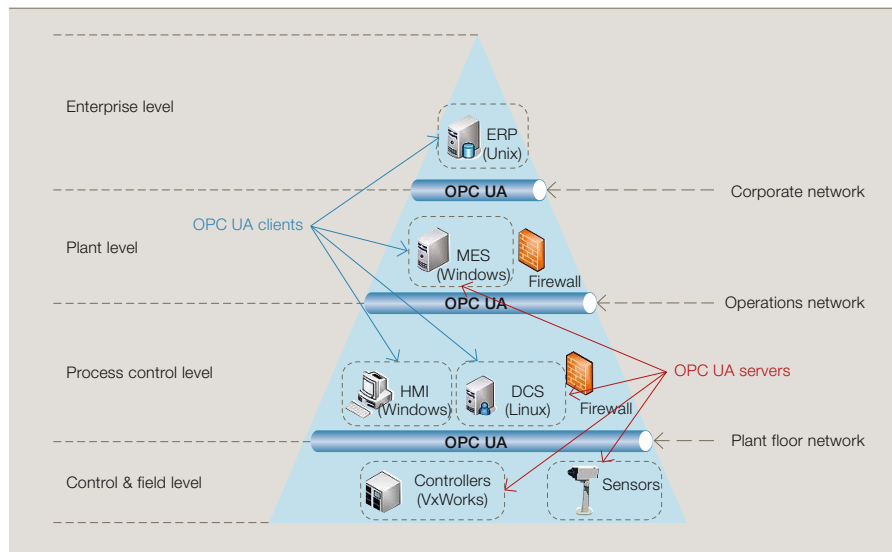 Enterprise level
ERP
(Unix)
OPC UA
Corporate network
OPC UA clients
Plant level
MES
(Windows)
Firewall
OPC UA
Operations network
Process control level
OPC UA servers
HMI
(Windows)
DCS
(Linux)
Firewall
OPC UA
Plant floor network
Control & field level
Controllers
(VxWorks)
Sensors